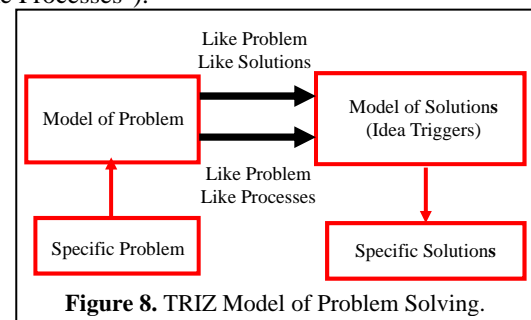 e Processes").
Like Problem
Like Solutions
Model of Problem
Model of Solutions
(Idea Triggers)
Like Problem
Like Processes
Specific Problem
Specific Solutions
Figure 8. TRIZ Model of Problem Solving.